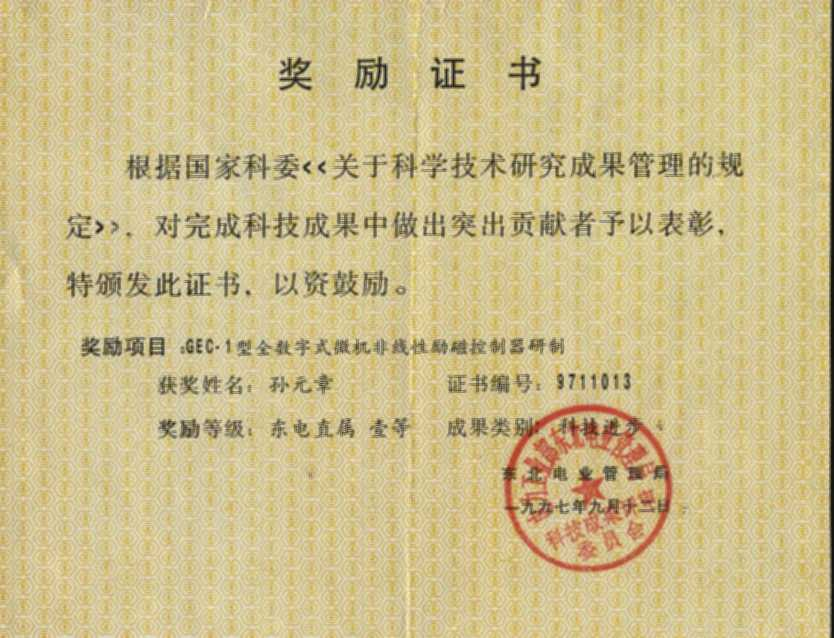 奖励证书
根据国家科委<<关于科学技术研究成果管理的规
定>>，对完成科技成果中做出突出贡献者予以表彰，
特颁发此证书，以资鼓励。
奖励项目:GEC-1型全数字式微机非线性励磁控制器研制
获奖姓名：孙元章 证书编号：9711013
奖励等级：东电直属 壹等 成果类别：科技进步
东北电业管理局
一九九七年九月十二日
科技成果
委员会